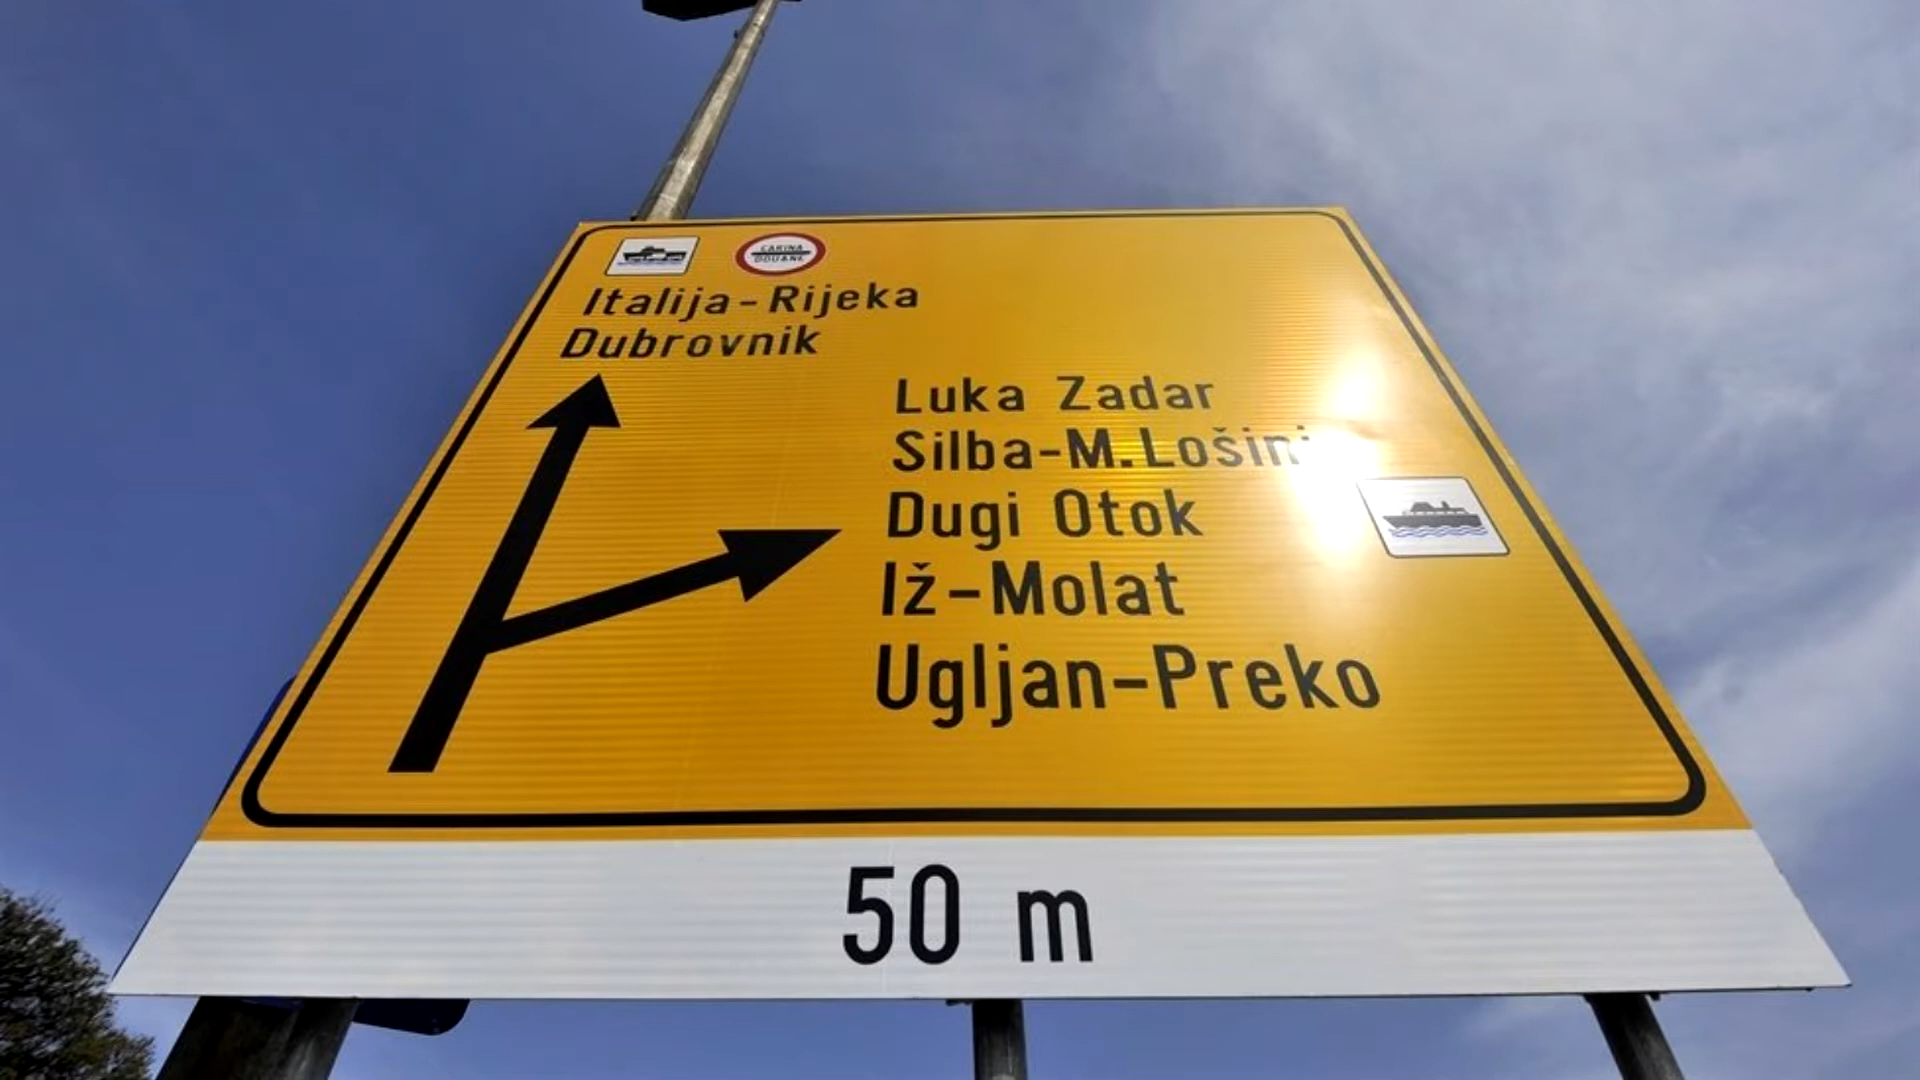 CARINA
DOUANE
Italija-Rijeka
Dubrovnik
Luka Zadar
Silba-M.Lošinj
Dugi Otok
Iž-Molat
Ugljan-Preko
50 m